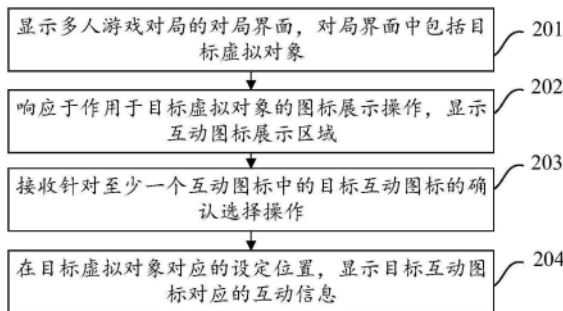 显示多人游戏对局的对局界面，对局界面中包括目
标虚拟对象
201
响应于作用于目标虚拟对象的图标展示操作，显示
互动图标展示区域
202
接收针对至少一个互动图标中的目标互动图标的确
认选择操作
203
在目标虚拟对象对应的设定位置，显示目标互动图
标对应的互动信息
204